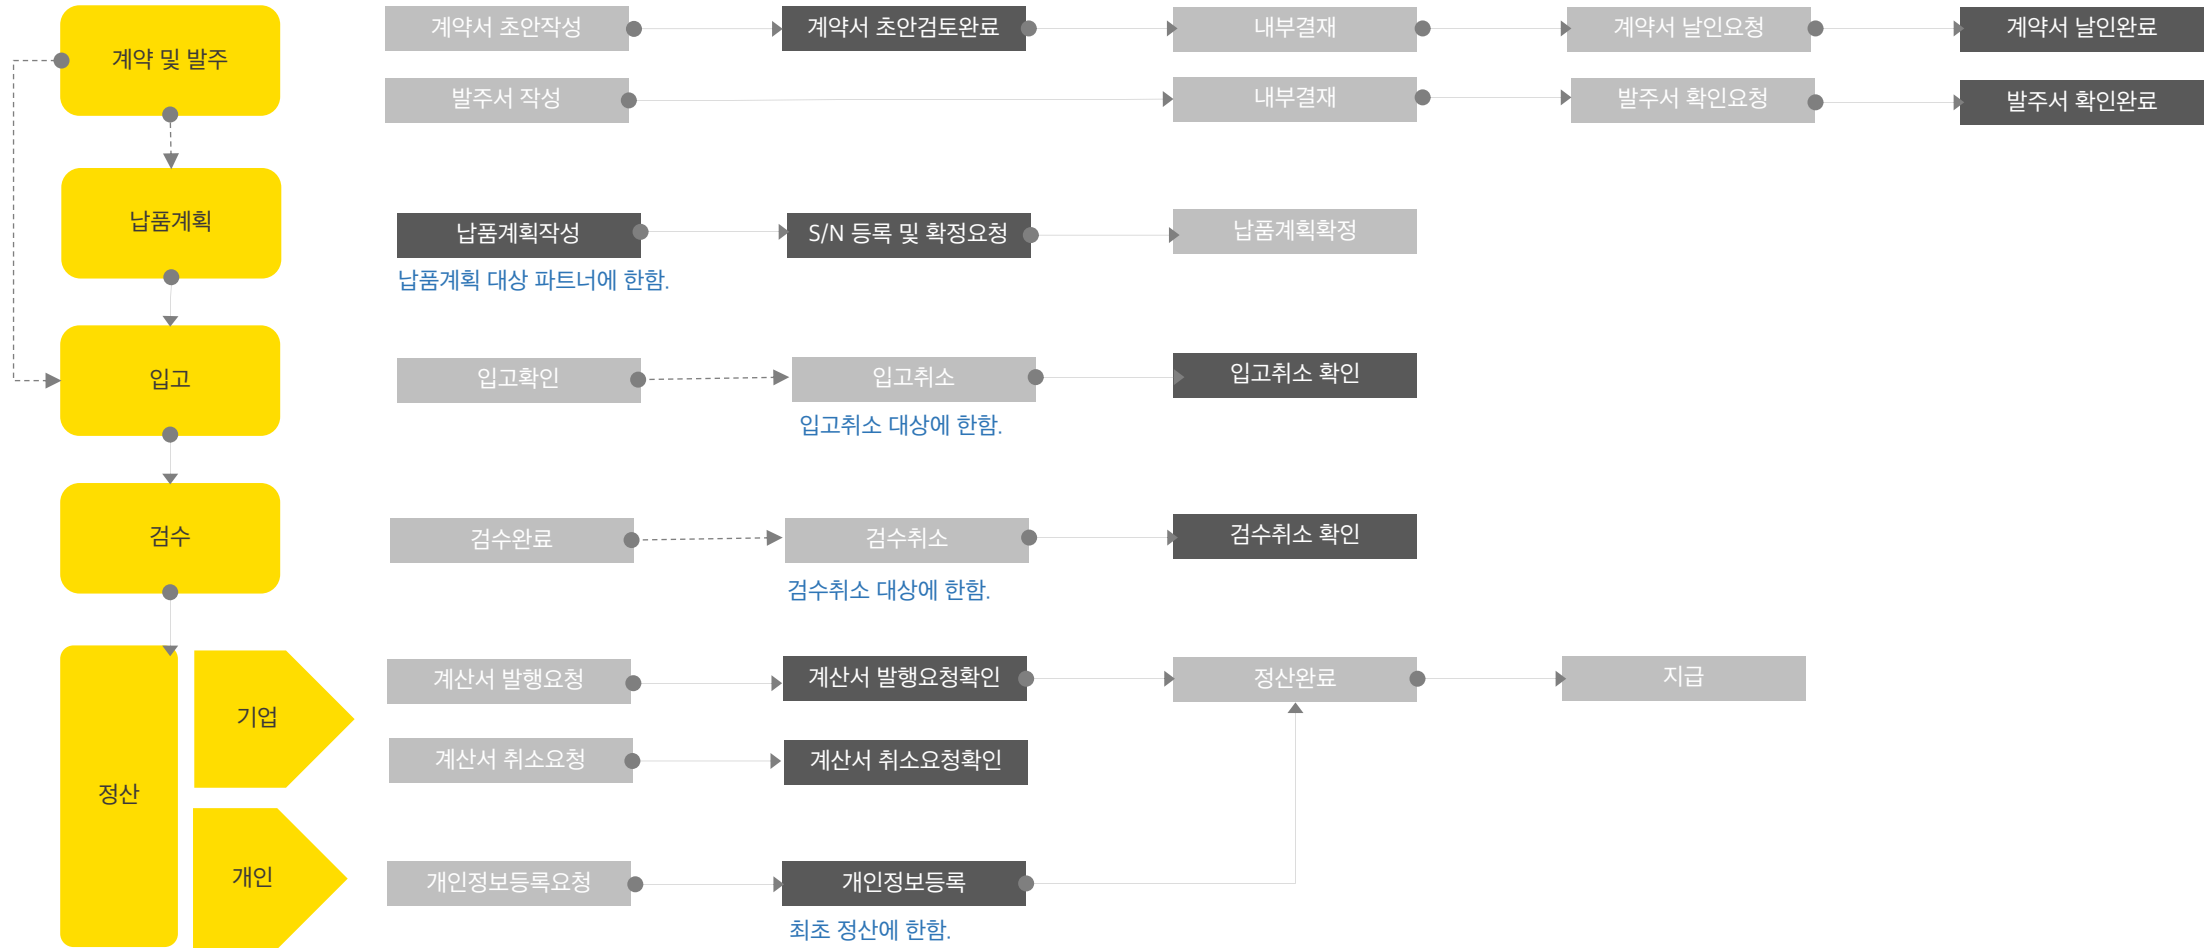 계약 및 발주
계약서 초안작성
계약서 초안검토완료
내부결재
계약서 날인요청
계약서 날인완료
발주서 작성
내부결재
발주서 확인요청
발주서 확인완료
납품계획
납품계획작성
S/N 등록 및 확정요청
납품계획확정
납품계획 대상 파트너에 한함.
입고
입고확인
입고취소
입고취소 확인
입고취소 대상에 한함.
검수
검수완료
검수취소
검수취소 확인
검수취소 대상에 한함.
정산
기업
계산서 발행요청
계산서 발행요청확인
정산완료
지급
계산서 취소요청
계산서 취소요청확인
개인
개인정보등록요청
개인정보등록
최초 정산에 한함.